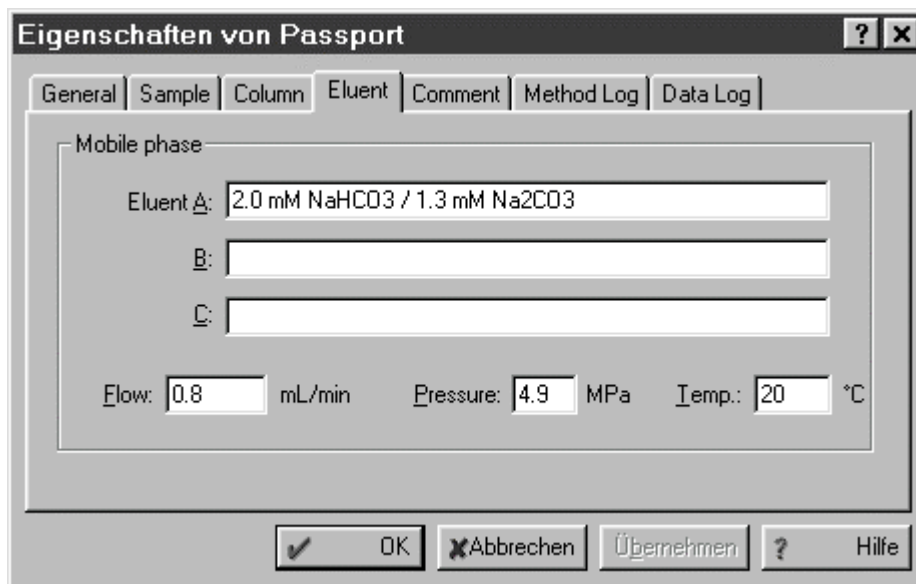 Eigenschaften von Passport
General Sample Column Eluent Comment Method Log Data Log
Mobile phase
Eluent A: 2.0 mM NaHCO3 / 1.3 mM Na2CO3
B:
C:
Flow: 0.8 mL/min Pressure: 4.9 MPa Temp.: 20 °C
OK Abbrechen Übernehmen ? Hilfe